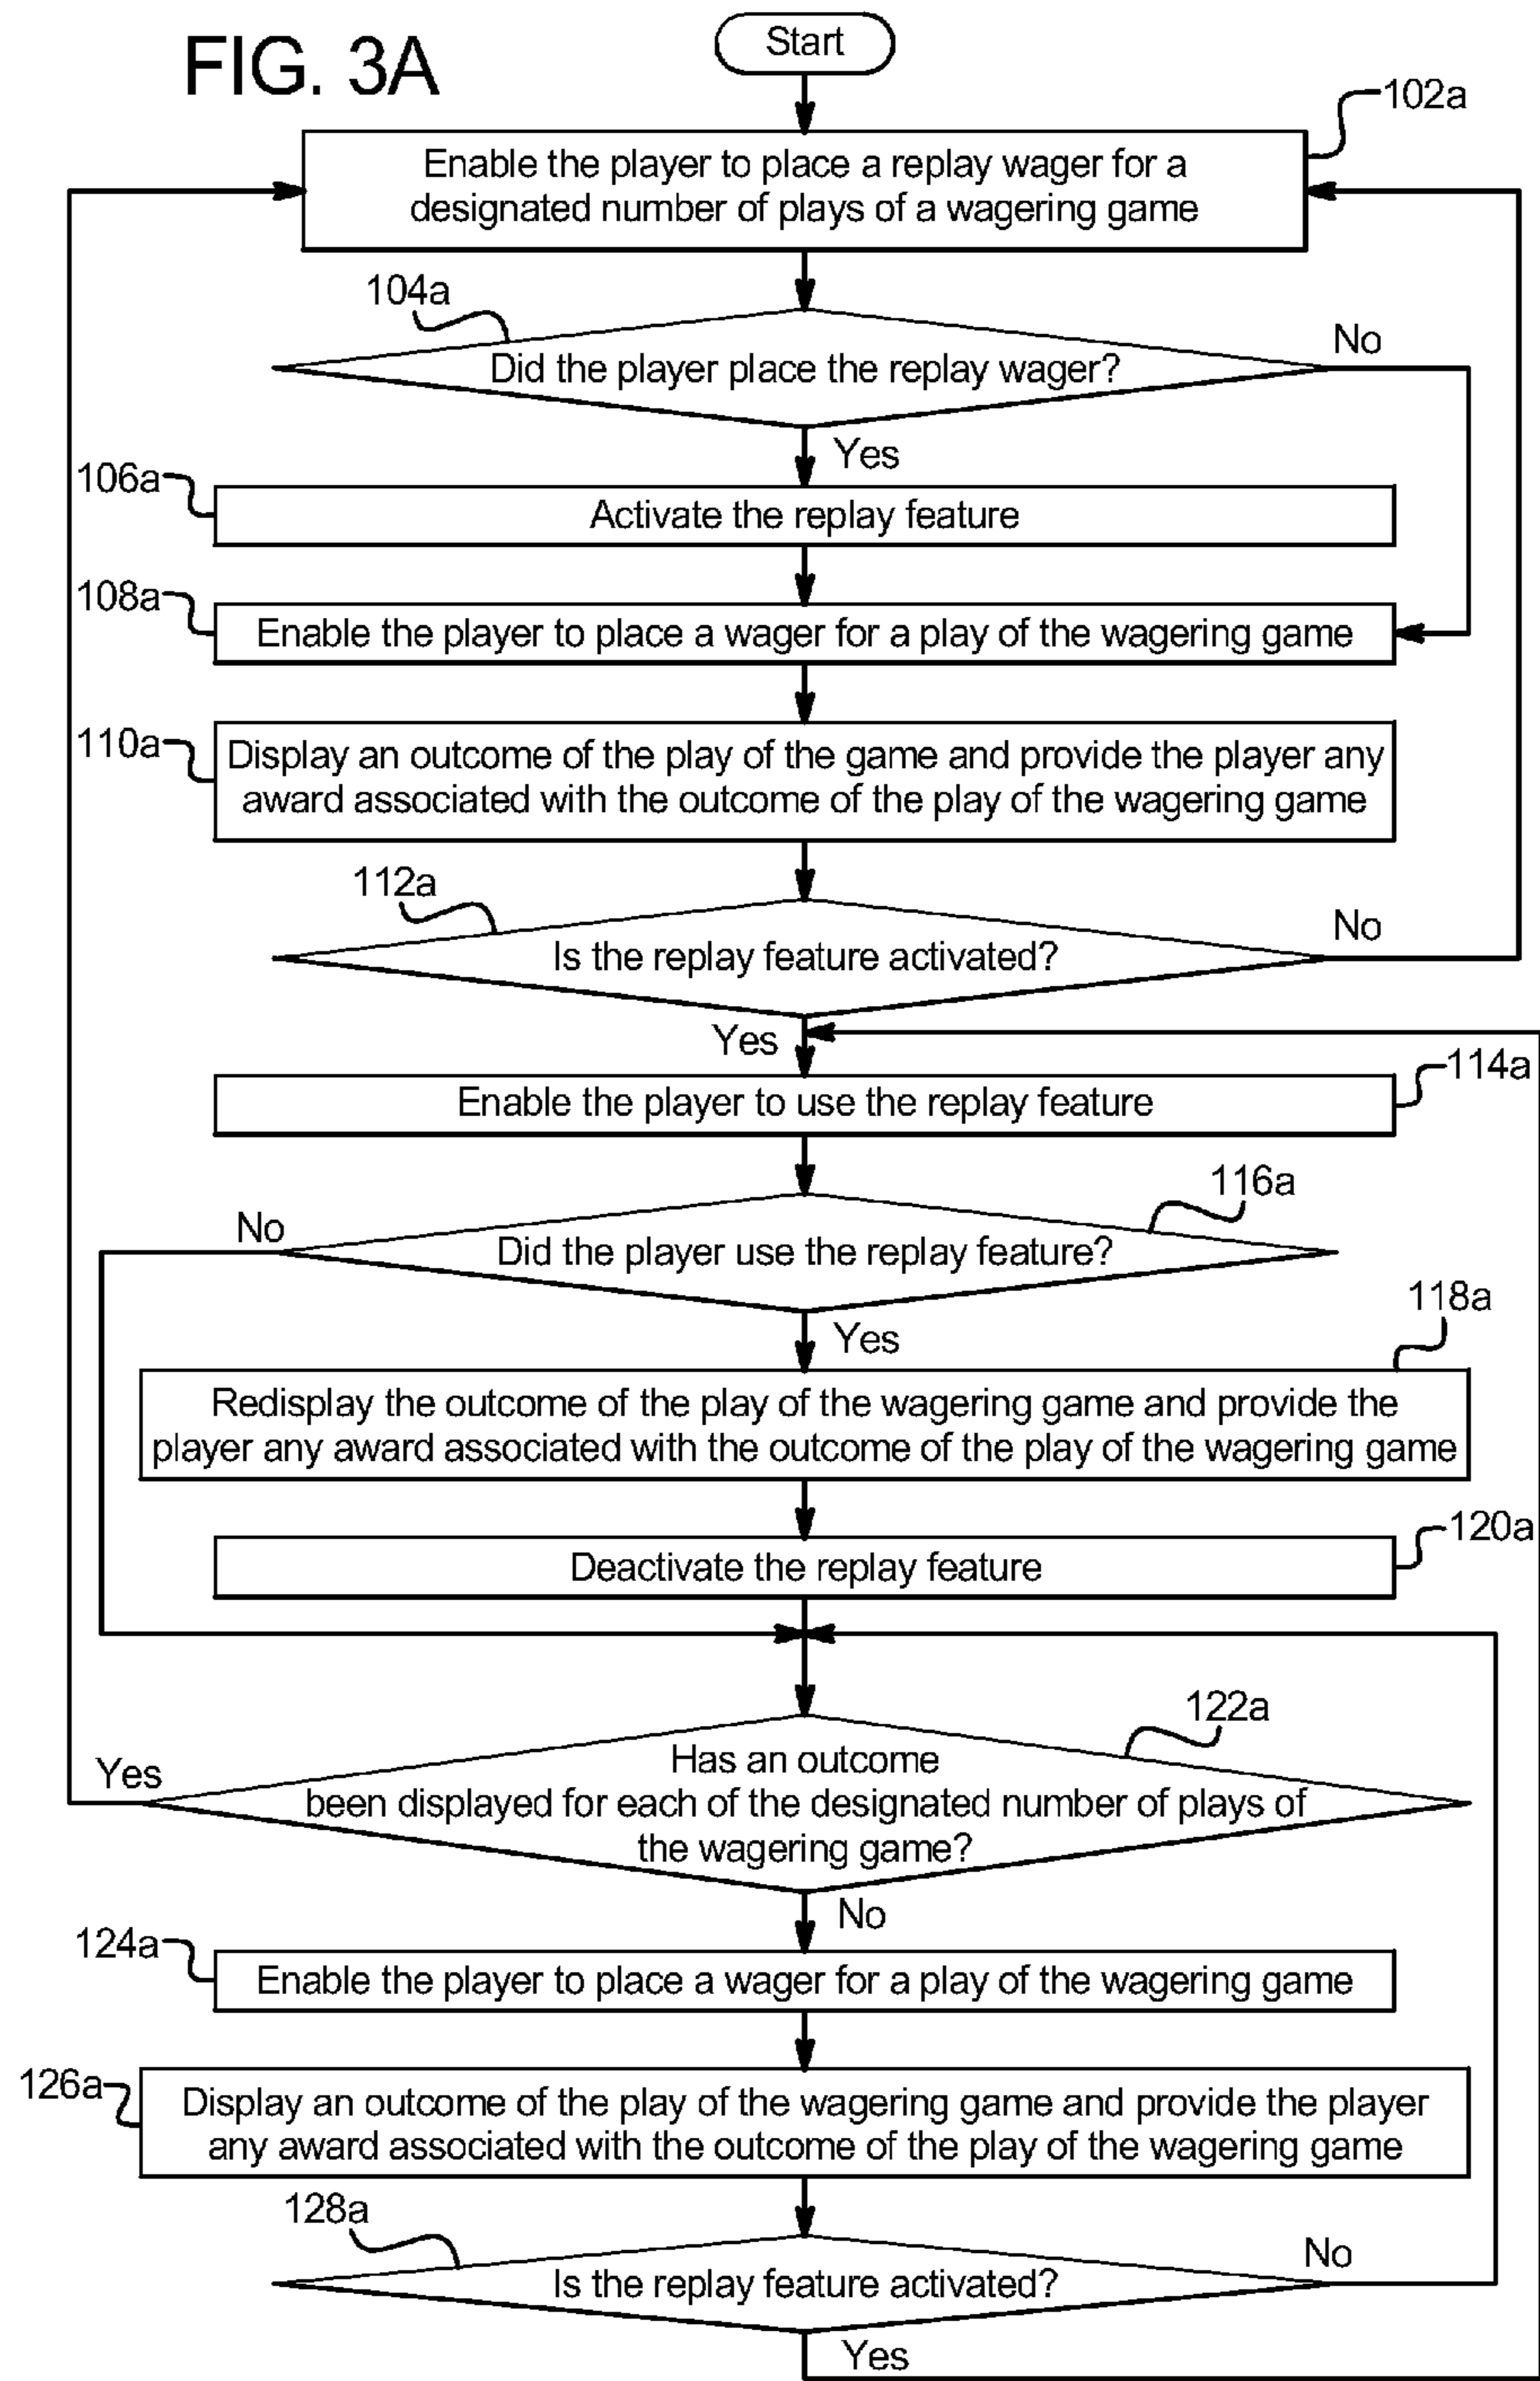 FIG. 3A
Start
102a
Enable the player to place a replay wager for a
designated number of plays of a wagering game
104a
Did the player place the replay wager?
No
Yes
106a
Activate the replay feature
108a
Enable the player to place a wager for a play of the wagering game
110a
Display an outcome of the play of the game and provide the player any
award associated with the outcome of the play of the wagering game
112a
Is the replay feature activated?
No
Yes
114a
Enable the player to use the replay feature
116a
No
Did the player use the replay feature?
Yes
118a
Redisplay the outcome of the play of the wagering game and provide the
player any award associated with the outcome of the play of the wagering game
120a
Deactivate the replay feature
122a
Yes
Has an outcome
been displayed for each of the designated number of plays of
the wagering game?
No
124a
Enable the player to place a wager for a play of the wagering game
126a
Display an outcome of the play of the wagering game and provide the player
any award associated with the outcome of the play of the wagering game
128a
Is the replay feature activated?
No
Yes